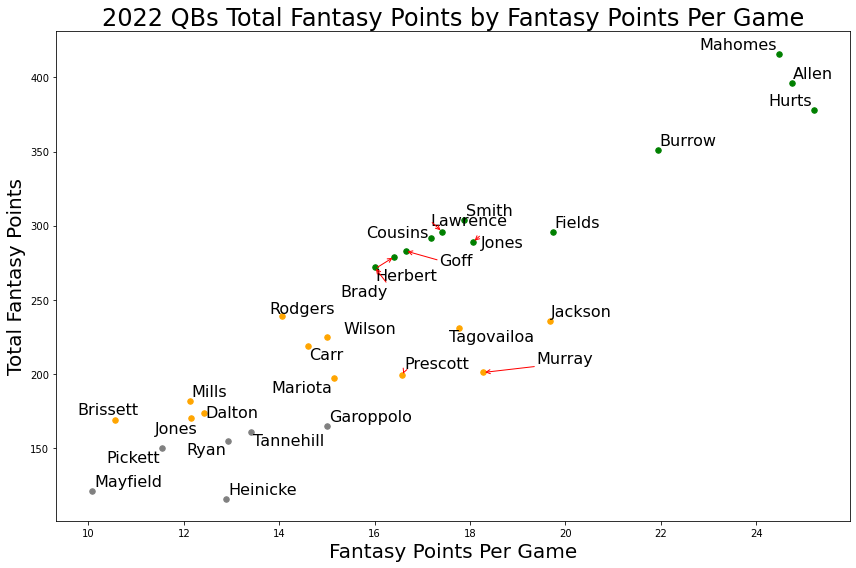 2022 QBs Total Fantasy Points by Fantasy Points Per Game
Mahomes
Allen
Hurts
Burrow
Smith
Lawrence
Fields
Cousins
Jones
Goff
Herbert
Brady
Rodgers
Jackson
Wilson
Tagovailoa
Carr
Murray
Prescott
Mariota
Mills
Brissett
Dalton
Garoppolo
Jones
Tannehill
Ryan
Pickett
Mayfield
Heinicke
Total Fantasy Points
400
350
300
250
200
150
10 12 14 16 18 20 22 24
Fantasy Points Per Game